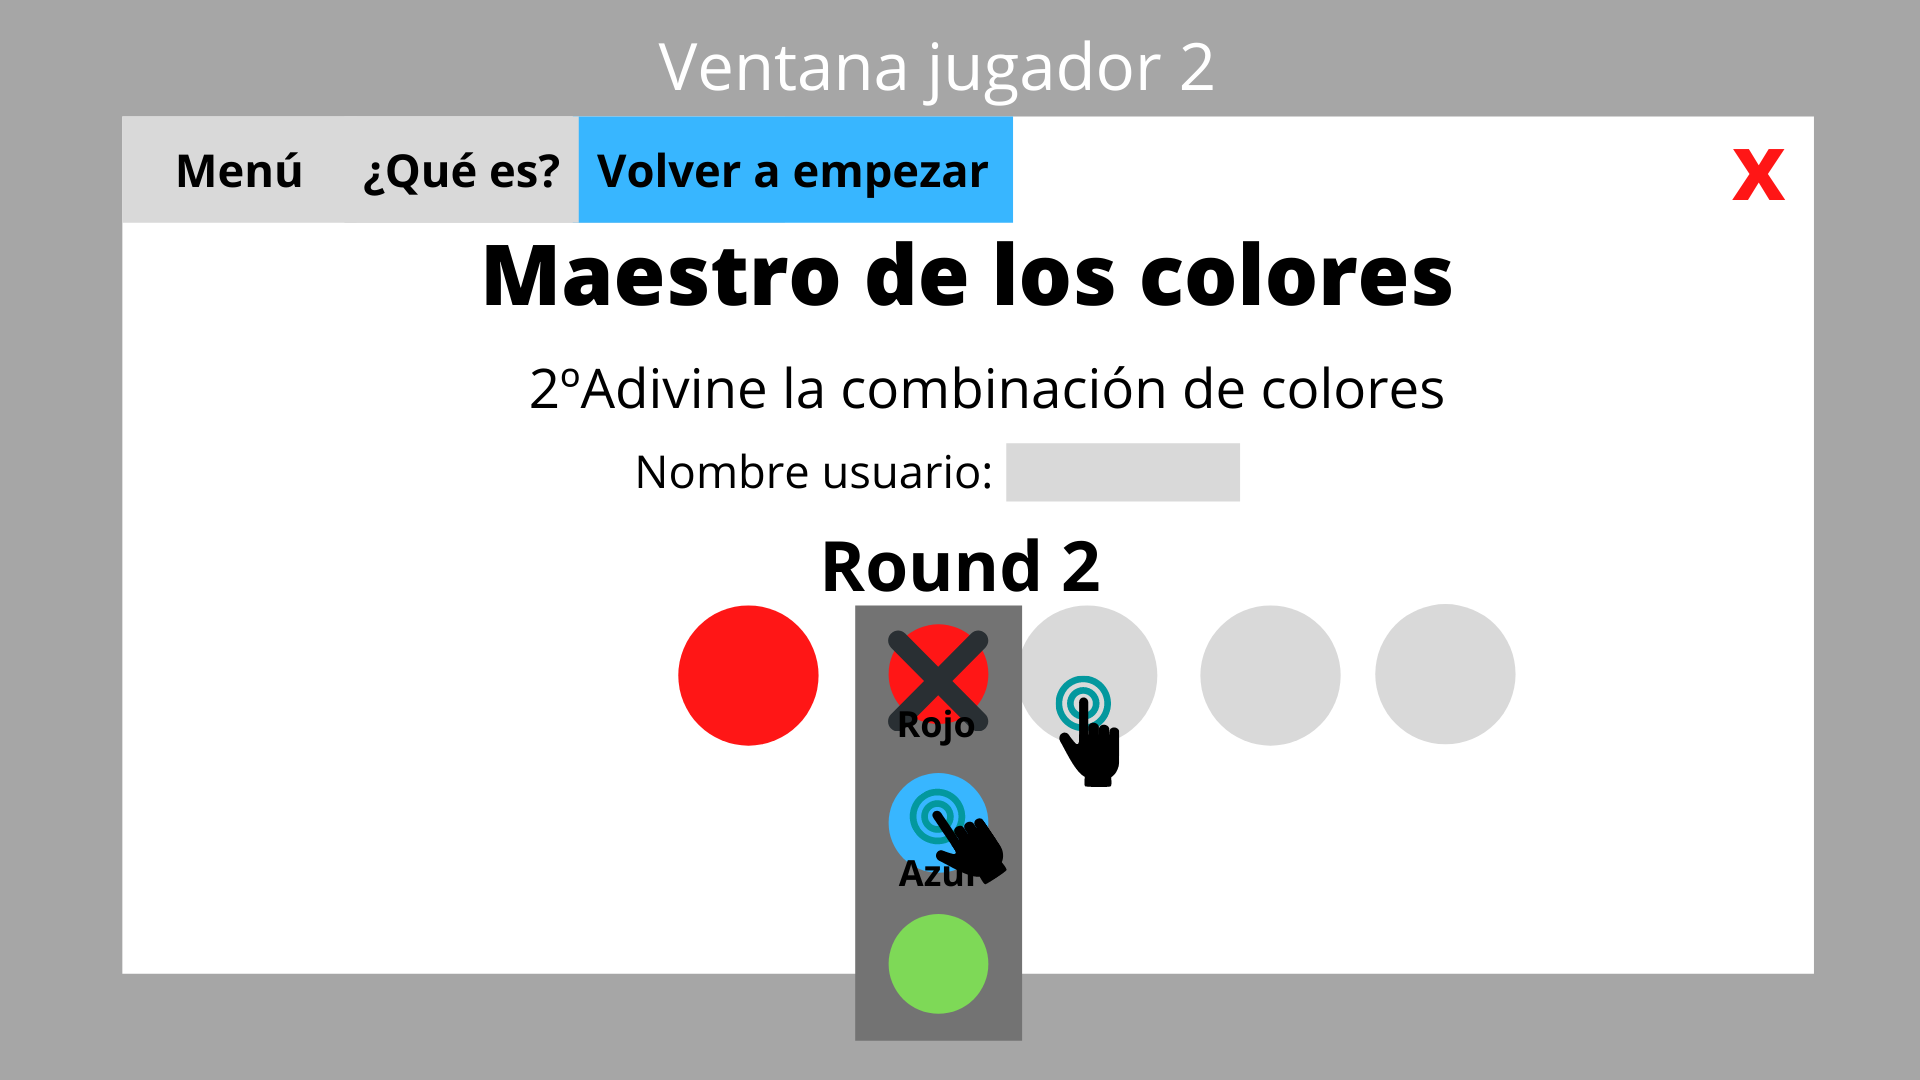 Ventana jugador 2
Menú ¿Qué es? Volver a empezar X
Maestro de los colores
2ºAdivine la combinación de colores
Nombre usuario:
Round 2
Rojo
Azul